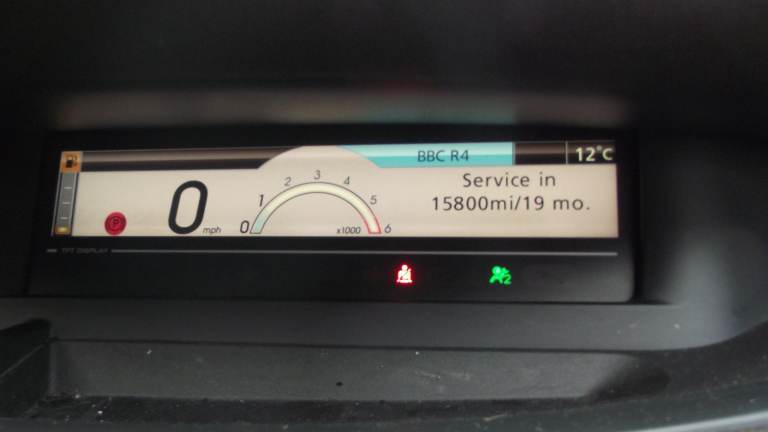 BBC R4
12°C
Service in
15800mi/19 mo.
0 mph
0 1 2 3 4 5 6
x1000
P
TFT DISPLAY
2